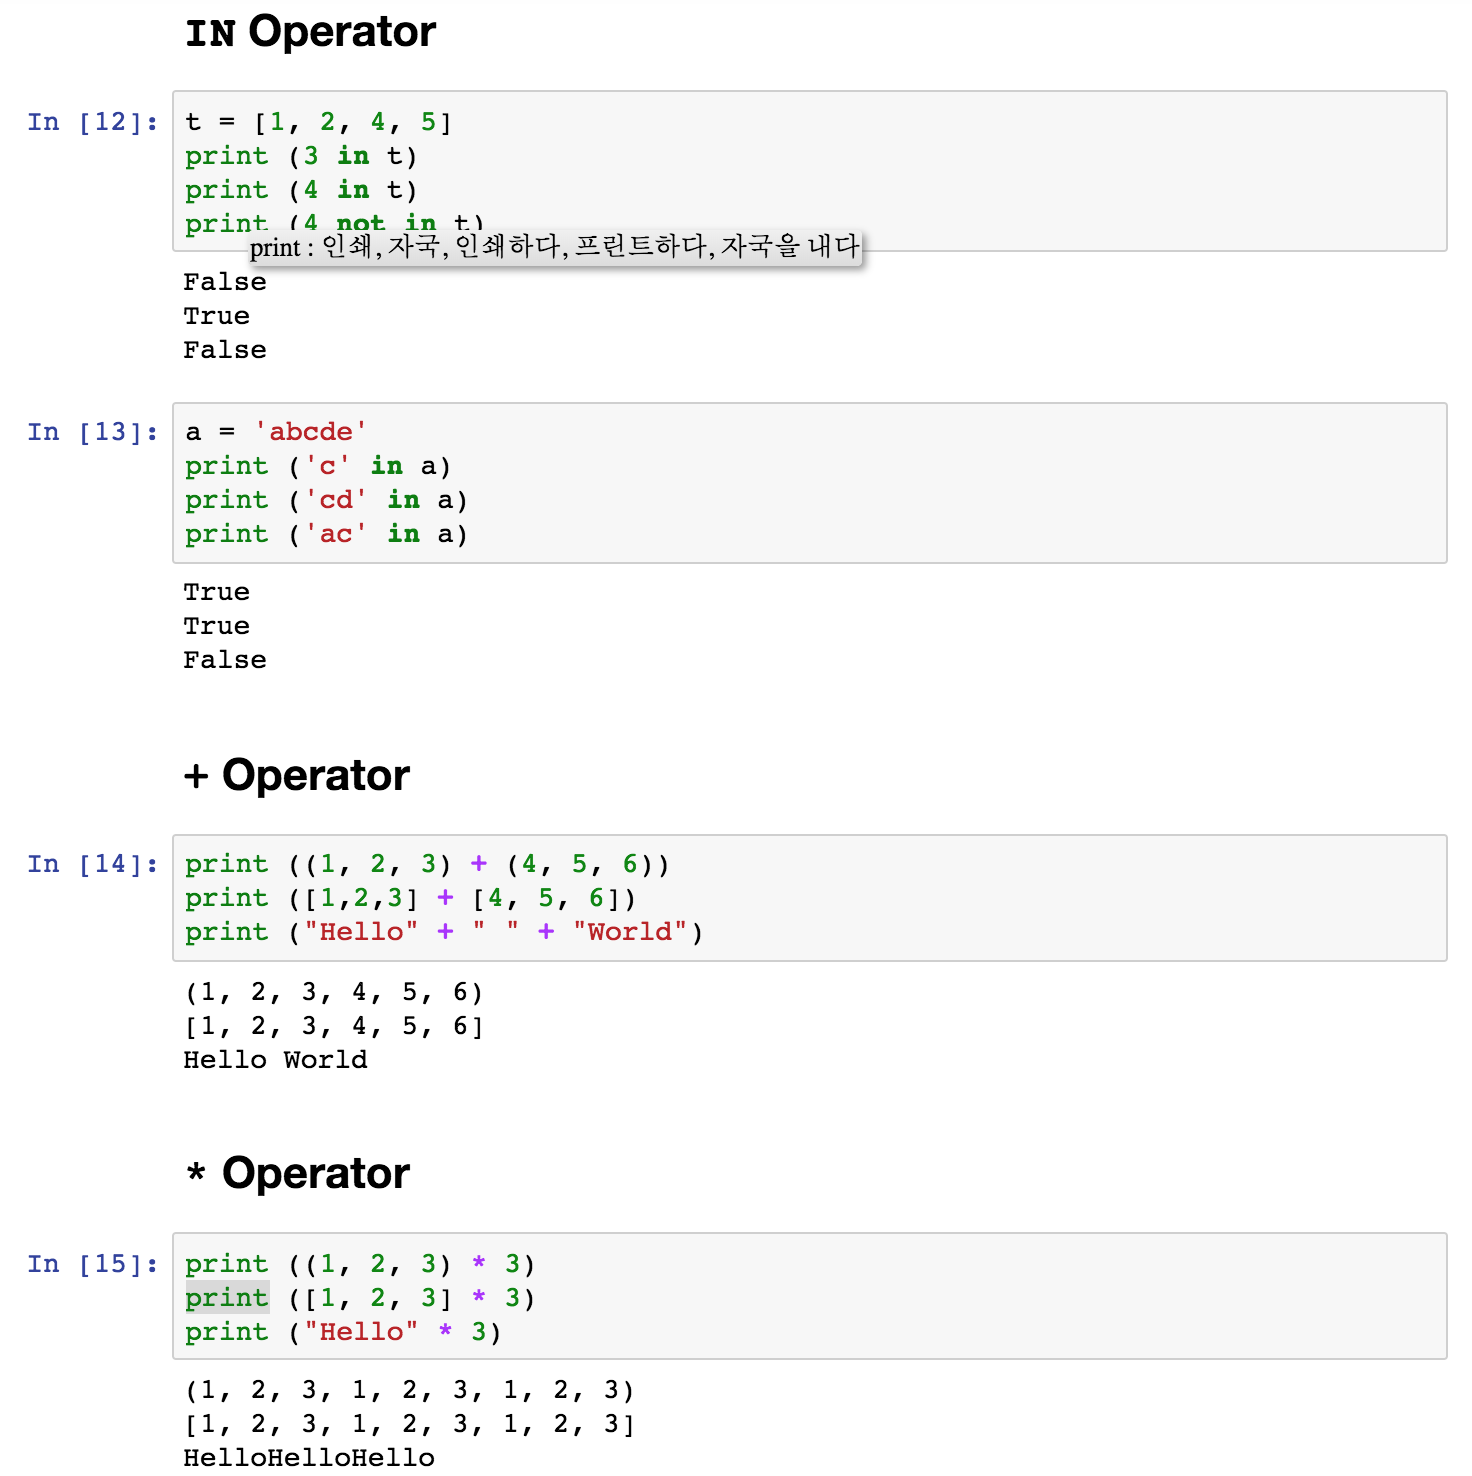 IN Operator
In [12]:
t = [1, 2, 4, 5]
print (3 in t)
print (4 in t)
print (4 not in t)
print : 인쇄, 자국, 인쇄하다, 프린트하다, 자국을 내다
False
True
False
In [13]:
a = 'abcde'
print ('c' in a)
print ('cd' in a)
print ('ac' in a)
True
True
False
+ Operator
In [14]:
print ((1, 2, 3) + (4, 5, 6))
print ([1,2,3] + [4, 5, 6])
print ("Hello" + " " + "World")
(1, 2, 3, 4, 5, 6)
[1, 2, 3, 4, 5, 6]
Hello World
* Operator
In [15]:
print ((1, 2, 3) * 3)
print ([1, 2, 3] * 3)
print ("Hello" * 3)
(1, 2, 3, 1, 2, 3, 1, 2, 3)
[1, 2, 3, 1, 2, 3, 1, 2, 3]
HelloHelloHello